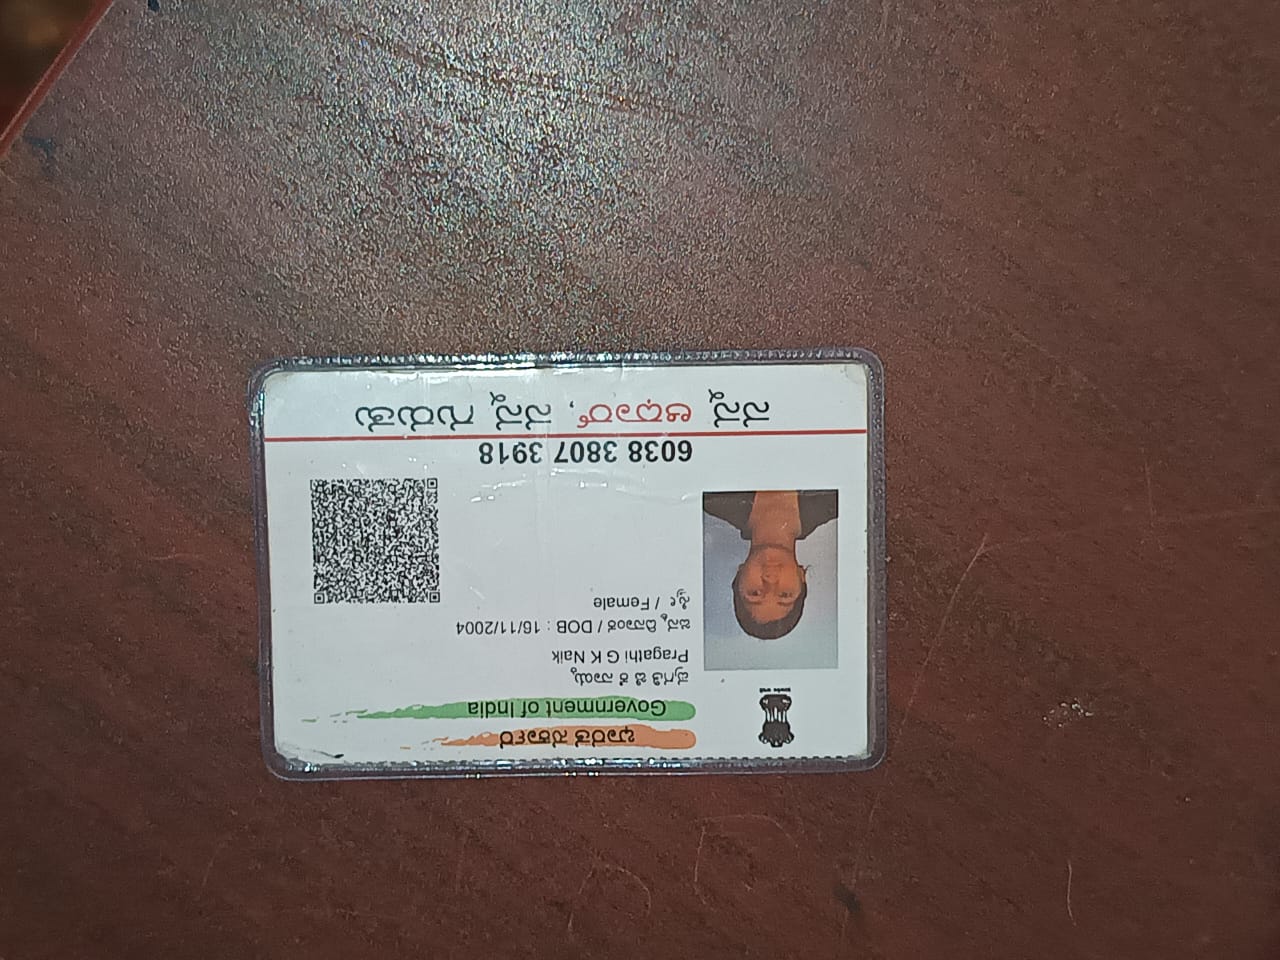 ಭಾರತ ಸರ್ಕಾರ
Government of India
ಪ್ರಗತಿ ಜಿ ಕೆ ನಾಯ್ಕ
Pragathi G K Naik
ಜನ್ಮ ದಿನಾಂಕ / DOB : 16/11/2004
ಸ್ತ್ರೀ / Female
6038 3807 3918
ನನ್ನ ಆಧಾರ್, ನನ್ನ ಗುರುತು